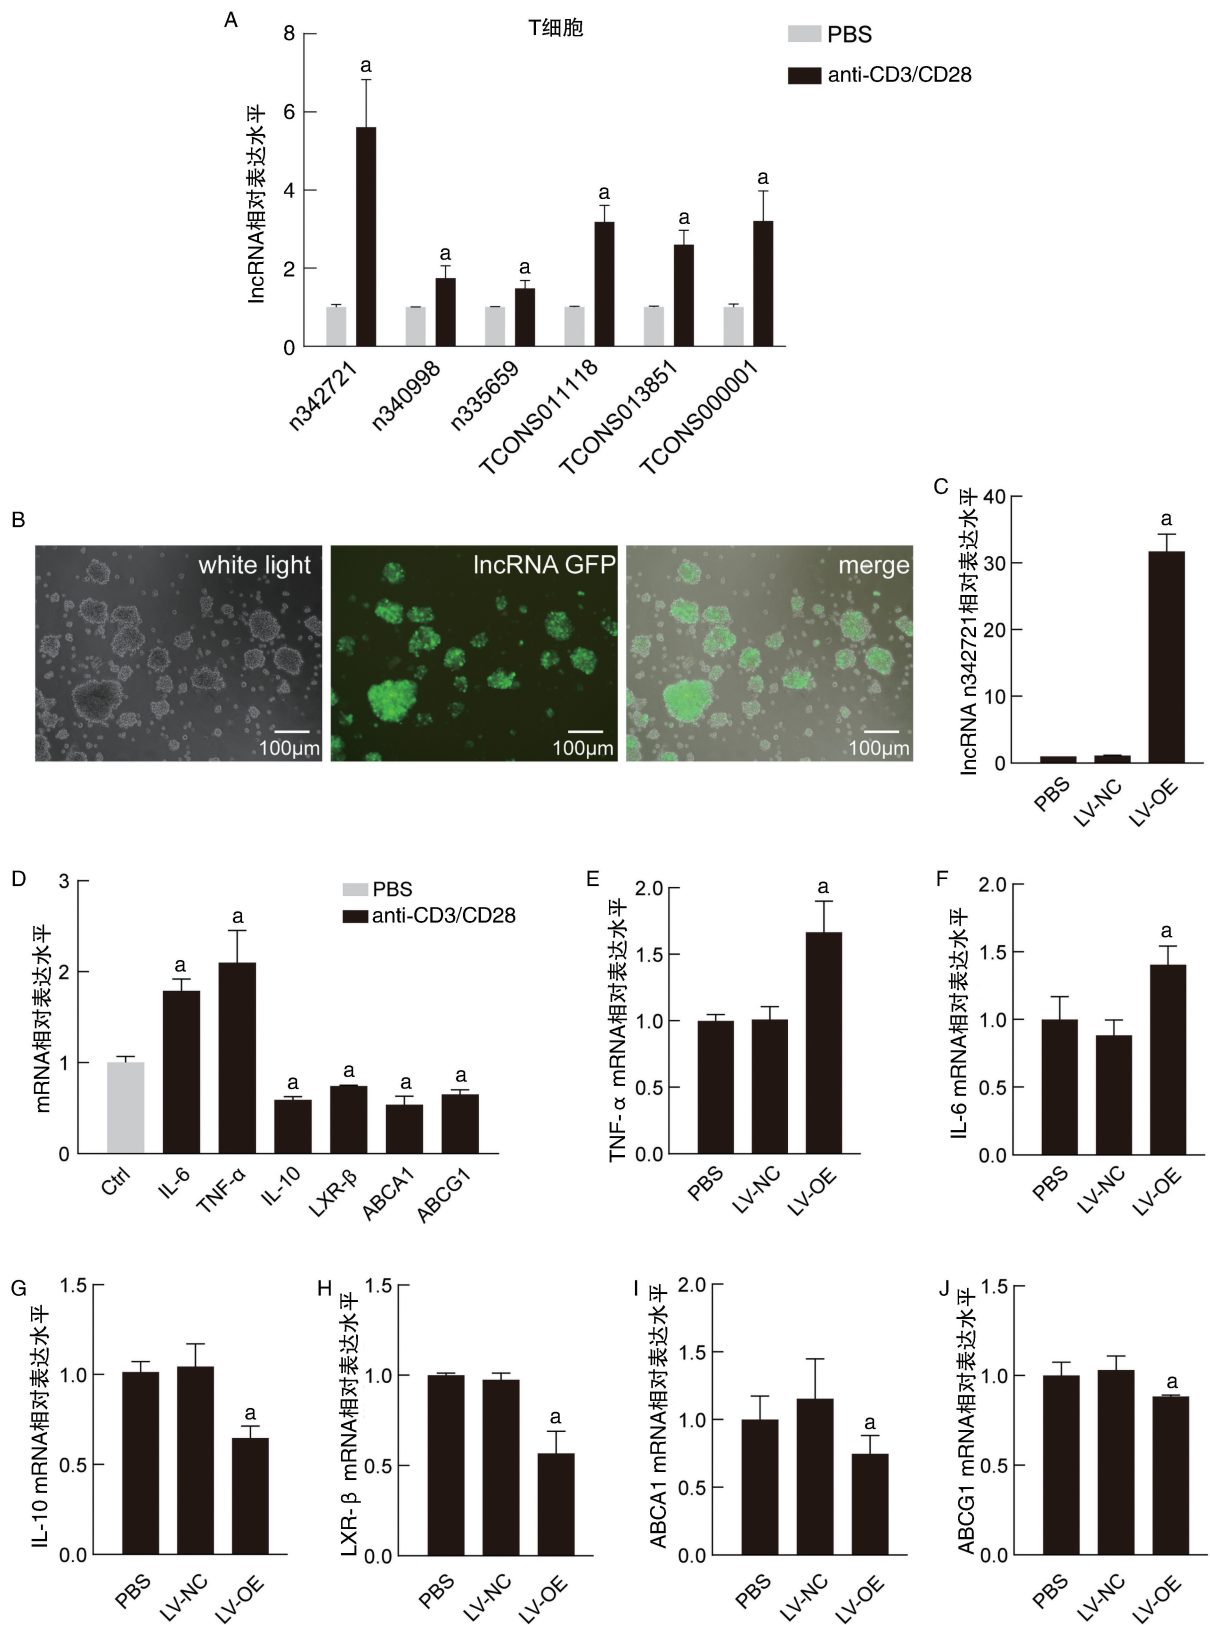 A
T细胞
PBS
anti-CD3/CD28
lncRNA相对表达水平
8
6
4
2
0
a
a
a
a
a
a
n342721
n340998
n335659
TCONS011118
TCONS013851
TCONS000001
B
white light
100μm
lncRNA GFP
100μm
merge
100μm
C
lncRNA n342721相对表达水平
40
30
20
10
0
a
PBS
LV-NC
LV-OE
D
mRNA相对表达水平
3
2
1
0
PBS
anti-CD3/CD28
a
a
a
a
a
a
Ctrl
IL-6
TNF-α
IL-10
LXR-β
ABCA1
ABCG1
E
TNF-α mRNA相对表达水平
2.0
1.5
1.0
0.5
0.0
a
PBS
LV-NC
LV-OE
F
IL-6 mRNA相对表达水平
2.0
1.5
1.0
0.5
0.0
a
PBS
LV-NC
LV-OE
G
IL-10 mRNA相对表达水平
1.5
1.0
0.5
0.0
a
PBS
LV-NC
LV-OE
H
LXR-β mRNA相对表达水平
1.5
1.0
0.5
0.0
a
PBS
LV-NC
LV-OE
I
ABCA1 mRNA相对表达水平
2.0
1.5
1.0
0.5
0.0
a
PBS
LV-NC
LV-OE
J
ABCG1 mRNA相对表达水平
1.5
1.0
0.5
0.0
a
PBS
LV-NC
LV-OE